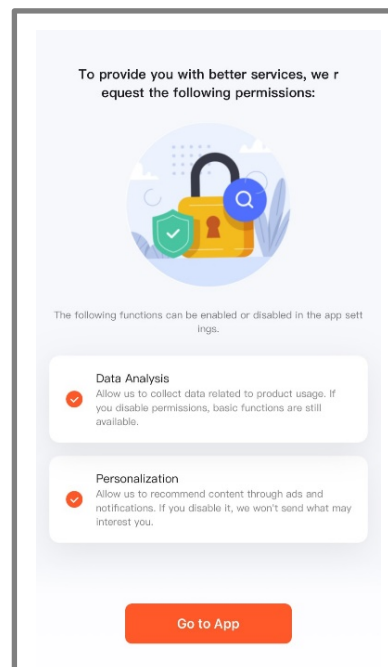 To provide you with better services, we r
equest the following permissions:
The following functions can be enabled or disabled in the app sett
ings.
Data Analysis
Allow us to collect data related to product usage. If
you disable permissions, basic functions are still
available.
Personalization
Allow us to recommend content through ads and
notifications. If you disable it, we won't send what may
interest you.
Go to App